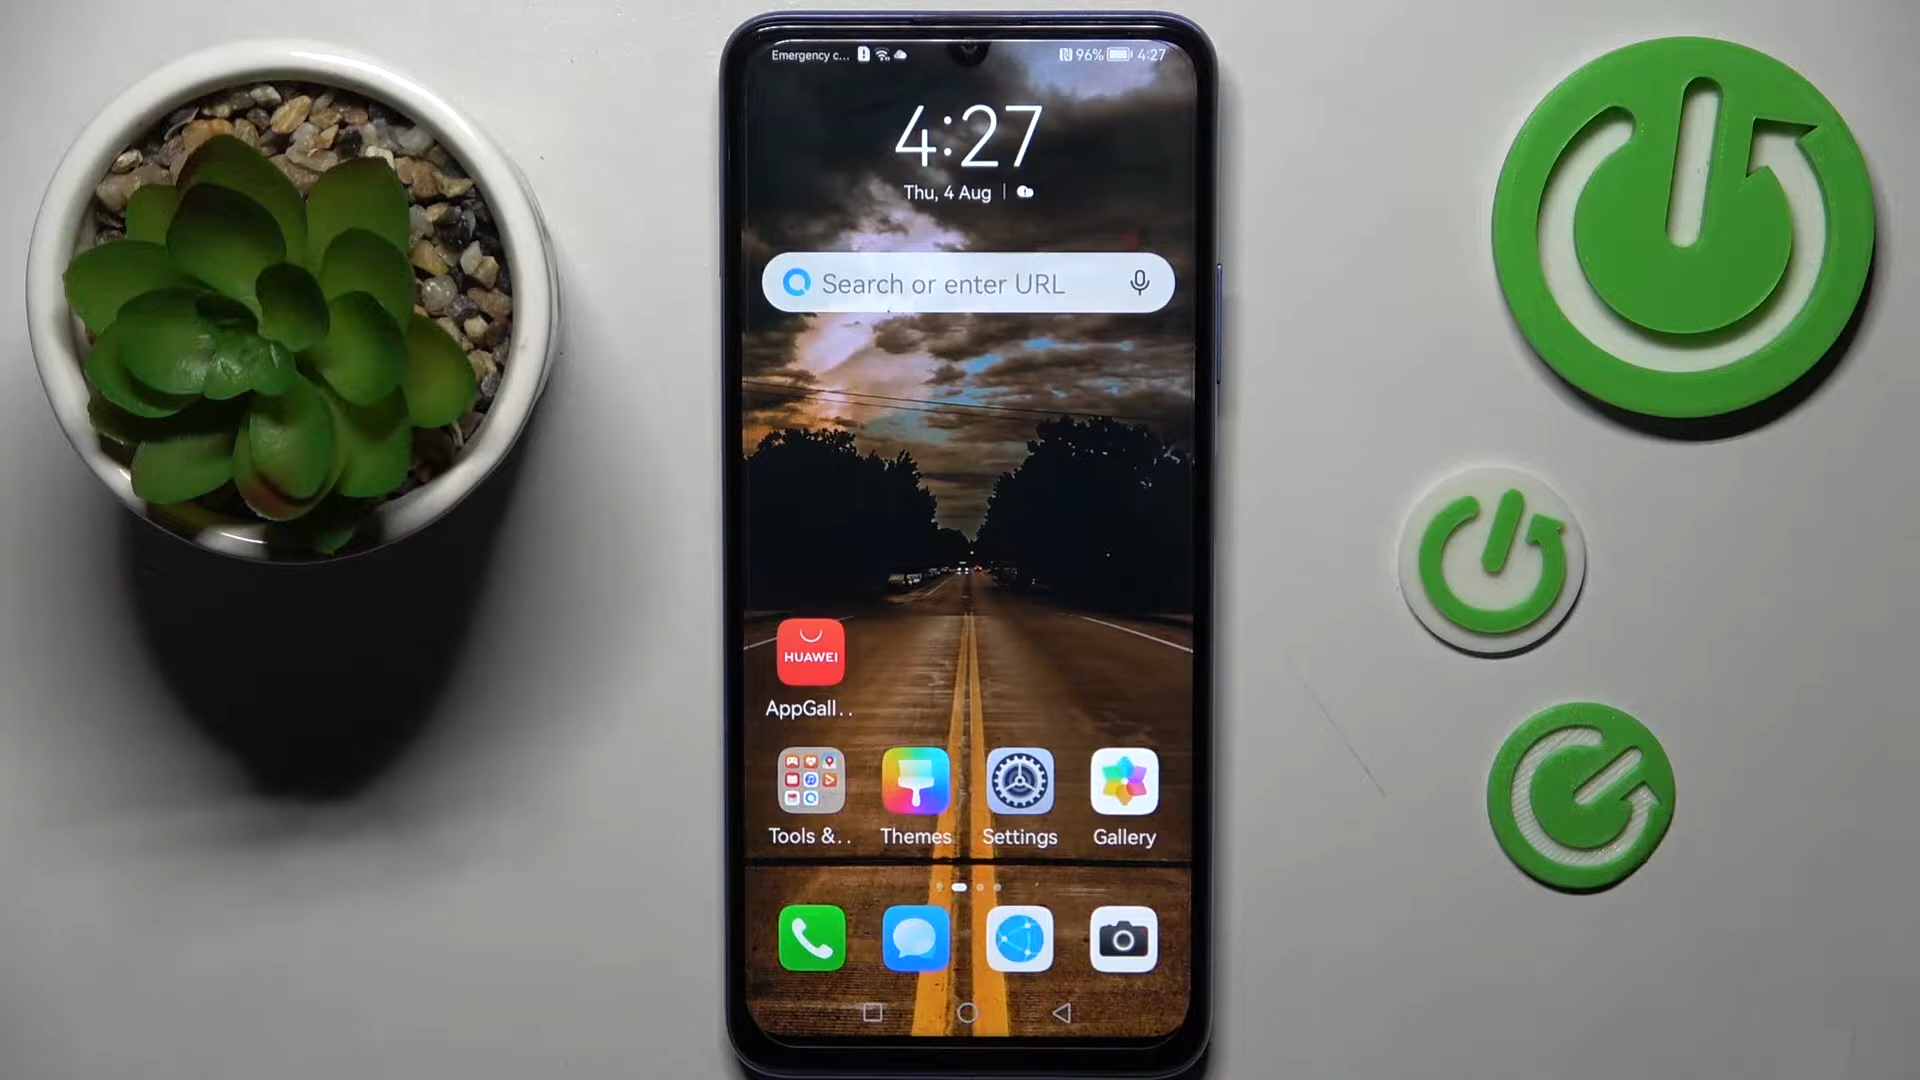 Emergency c... 96% 4:27
4:27
Thu, 4 Aug
Search or enter URL
HUAWEI
AppGall..
Tools &..
Themes
Settings
Gallery